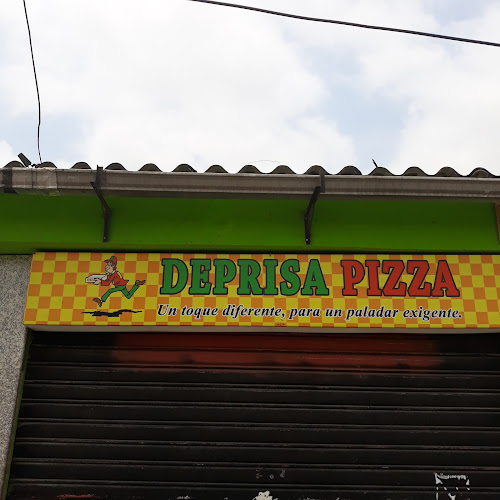 DEPRISA PIZZA
Un toque diferente, para un paladar exigente.